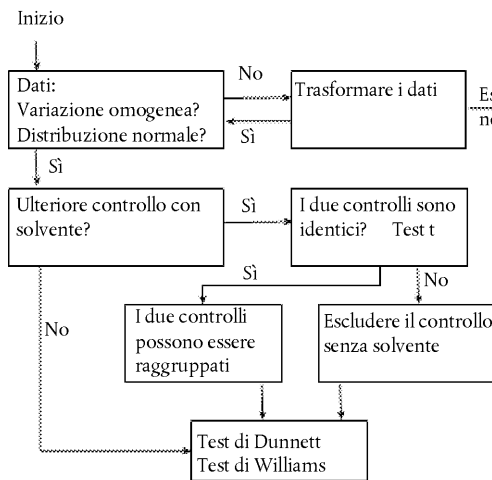 Inizio
Dati:
Variazione omogenea?
Distribuzione normale?
No
Sì
Trasformare i dati
Sì
Ulteriore controllo con
solvente?
Sì
I due controlli sono
identici? Test t
Sì
No
No
I due controlli
possono essere
raggruppati
Escludere il controllo
senza solvente
Test di Dunnett
Test di Williams